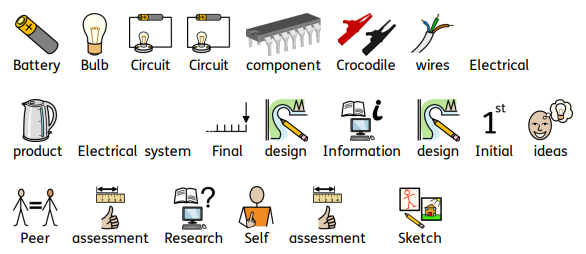 Battery Bulb Circuit Circuit component Crocodile wires Electrical
1st
product Electrical system Final design Information design Initial ideas
Peer assessment Research Self assessment Sketch